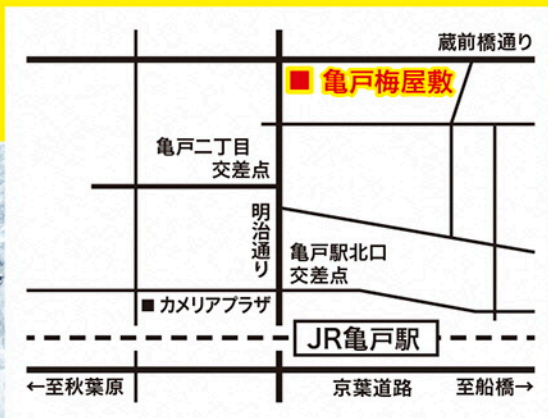 蔵前橋通り
■ 亀戸梅屋敷
亀戸二丁目
交差点
明治通り
亀戸駅北口
交差点
■ カメリアプラザ
JR亀戸駅
←至秋葉原
京葉道路
至船橋→